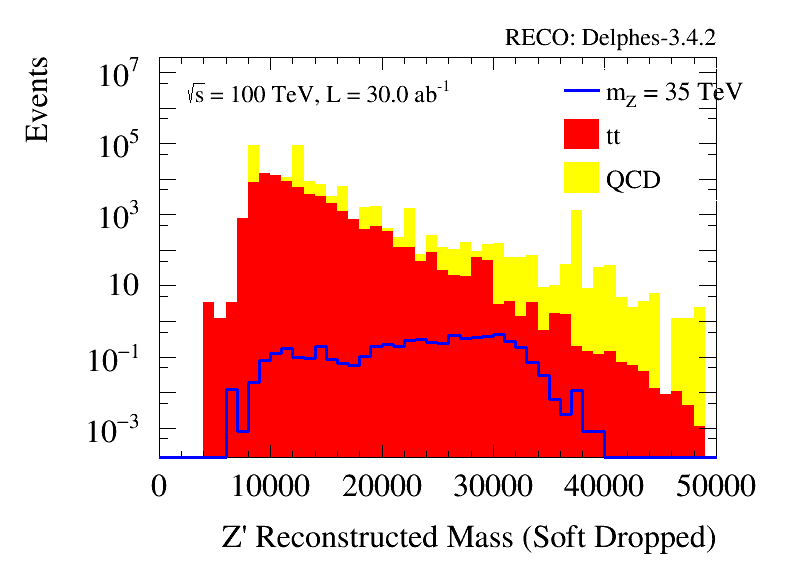 RECO: Delphes-3.4.2
Events
10^7
10^5
10^3
10
10^−1
10^−3
√s = 100 TeV, L = 30.0 ab^-1
m_Z = 35 TeV
tt
QCD
0 10000 20000 30000 40000 50000
Z' Reconstructed Mass (Soft Dropped)